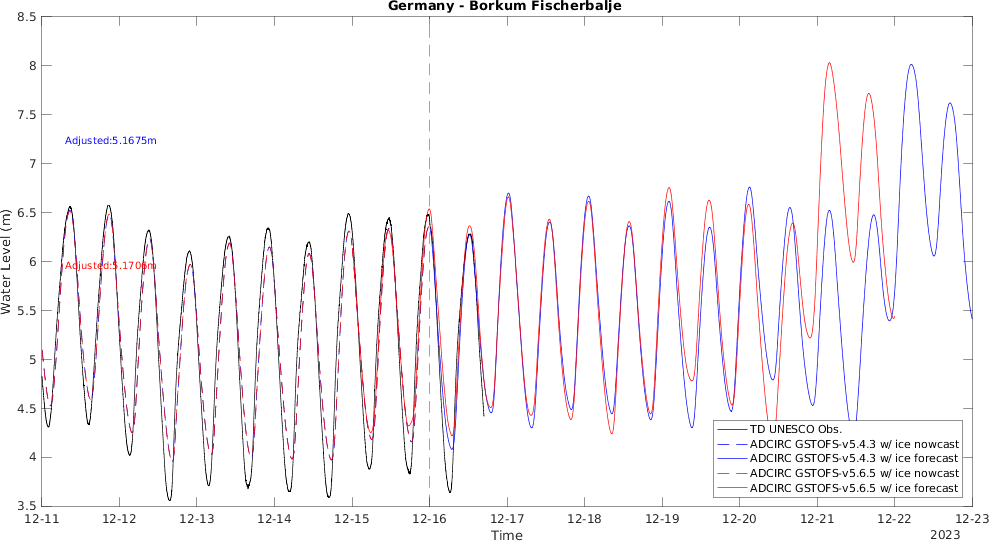 Germany - Borkum Fischerbalje
8.5
8
7.5
7
6.5
6
5.5
5
4.5
4
3.5
Water Level (m)
Adjusted:5.1675m
Adjusted:5.1706m
TD UNESCO Obs.
ADCIRC GSTOFS-v5.4.3 w/ ice nowcast
ADCIRC GSTOFS-v5.4.3 w/ ice forecast
ADCIRC GSTOFS-v5.6.5 w/ ice nowcast
ADCIRC GSTOFS-v5.6.5 w/ ice forecast
12-11 12-12 12-13 12-14 12-15 12-16 12-17 12-18 12-19 12-20 12-21 12-22 12-23
Time
2023